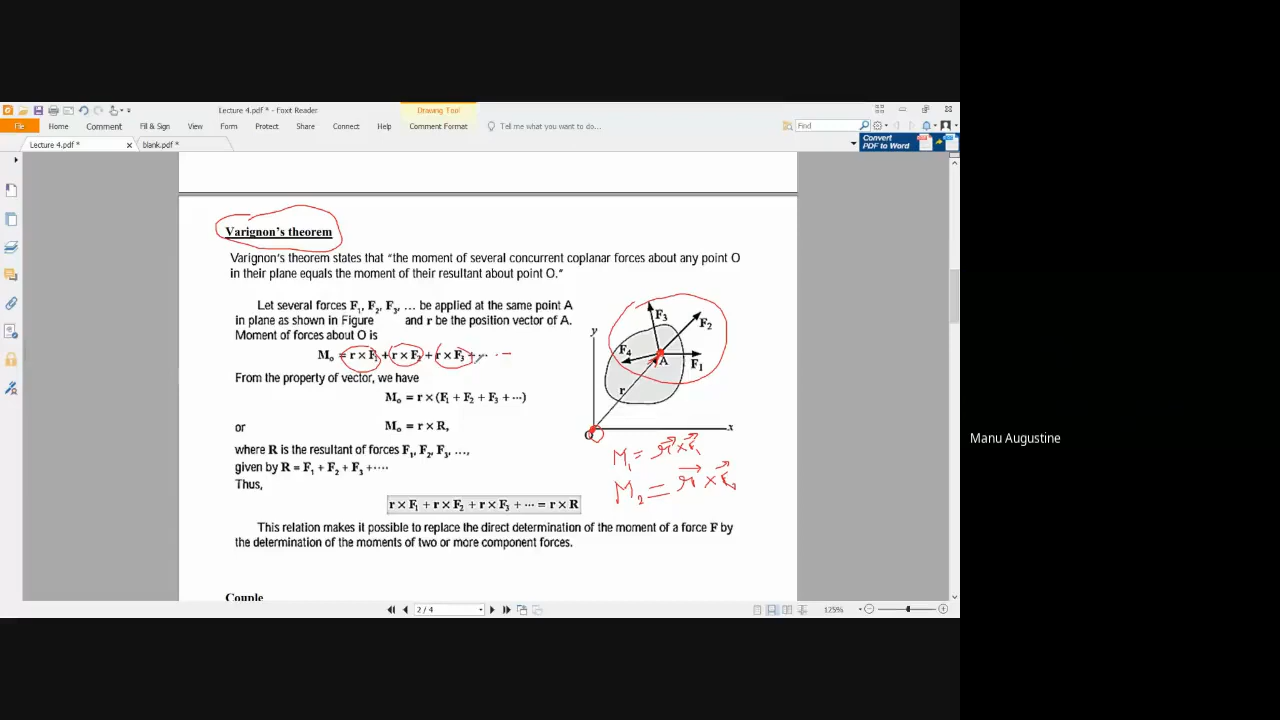 Lecture 4.pdf * - Foxit Reader
Drawing Tool
File Home Comment Fill & Sign View Form Protect Share Connect Help Comment Format Tell me what you want to do... Find
Lecture 4.pdf * × blank.pdf *
Convert
PDF to Word
Varignon's theorem
Varignon's theorem states that "the moment of several concurrent coplanar forces about any point O
in their plane equals the moment of their resultant about point O."
Let several forces F₁, F₂, F₃, ... be applied at the same point A
in plane as shown in Figure and r be the position vector of A.
Moment of forces about O is
Mₒ = r × F₁ + r × F₂ + r × F₃ + ...
From the property of vector, we have
Mₒ = r × (F₁ + F₂ + F₃ + ···)
or
Mₒ = r × R,
where R is the resultant of forces F₁, F₂, F₃, ...,
given by R = F₁ + F₂ + F₃ +····
Thus,
r × F₁ + r × F₂ + r × F₃ + ··· = r × R
This relation makes it possible to replace the direct determination of the moment of a force F by
the determination of the moments of two or more component forces.
y
F₃
F₂
F₄
A
F₁
r
O
x
M₁ = r × F₁
M₂ = r × F₂
Couple
2 / 4
125%
Manu Augustine